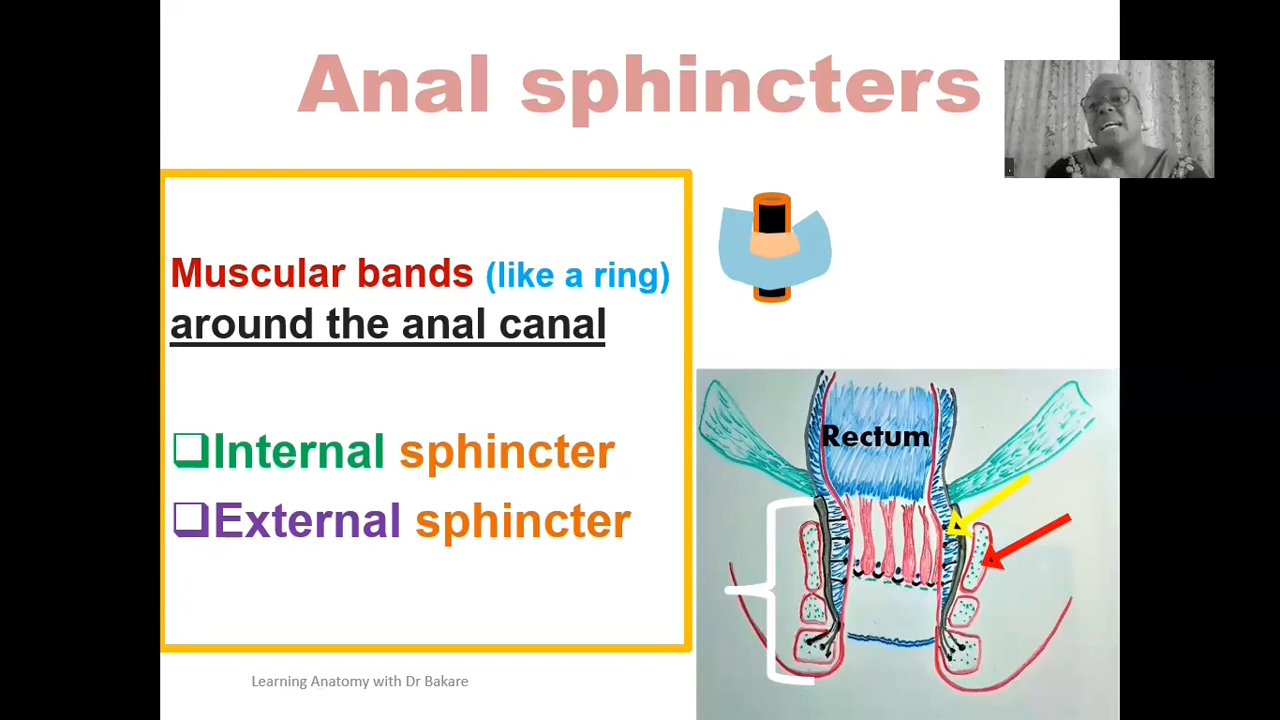 Anal sphincters
Muscular bands (like a ring)
around the anal canal
Internal sphincter
External sphincter
Rectum
Learning Anatomy with Dr Bakare